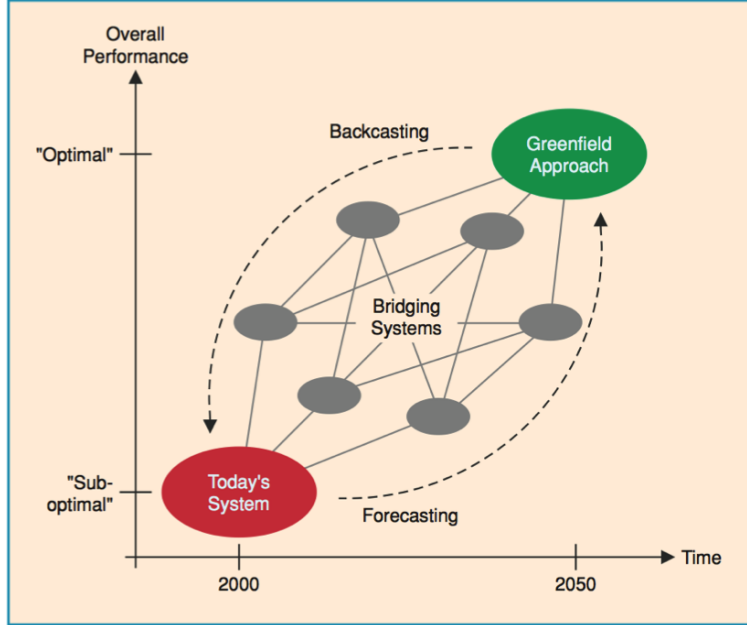 Overall
Performance
Backcasting
Greenfield
Approach
"Optimal"
Bridging
Systems
Today's
System
"Sub-
optimal"
Forecasting
Time
2000
2050